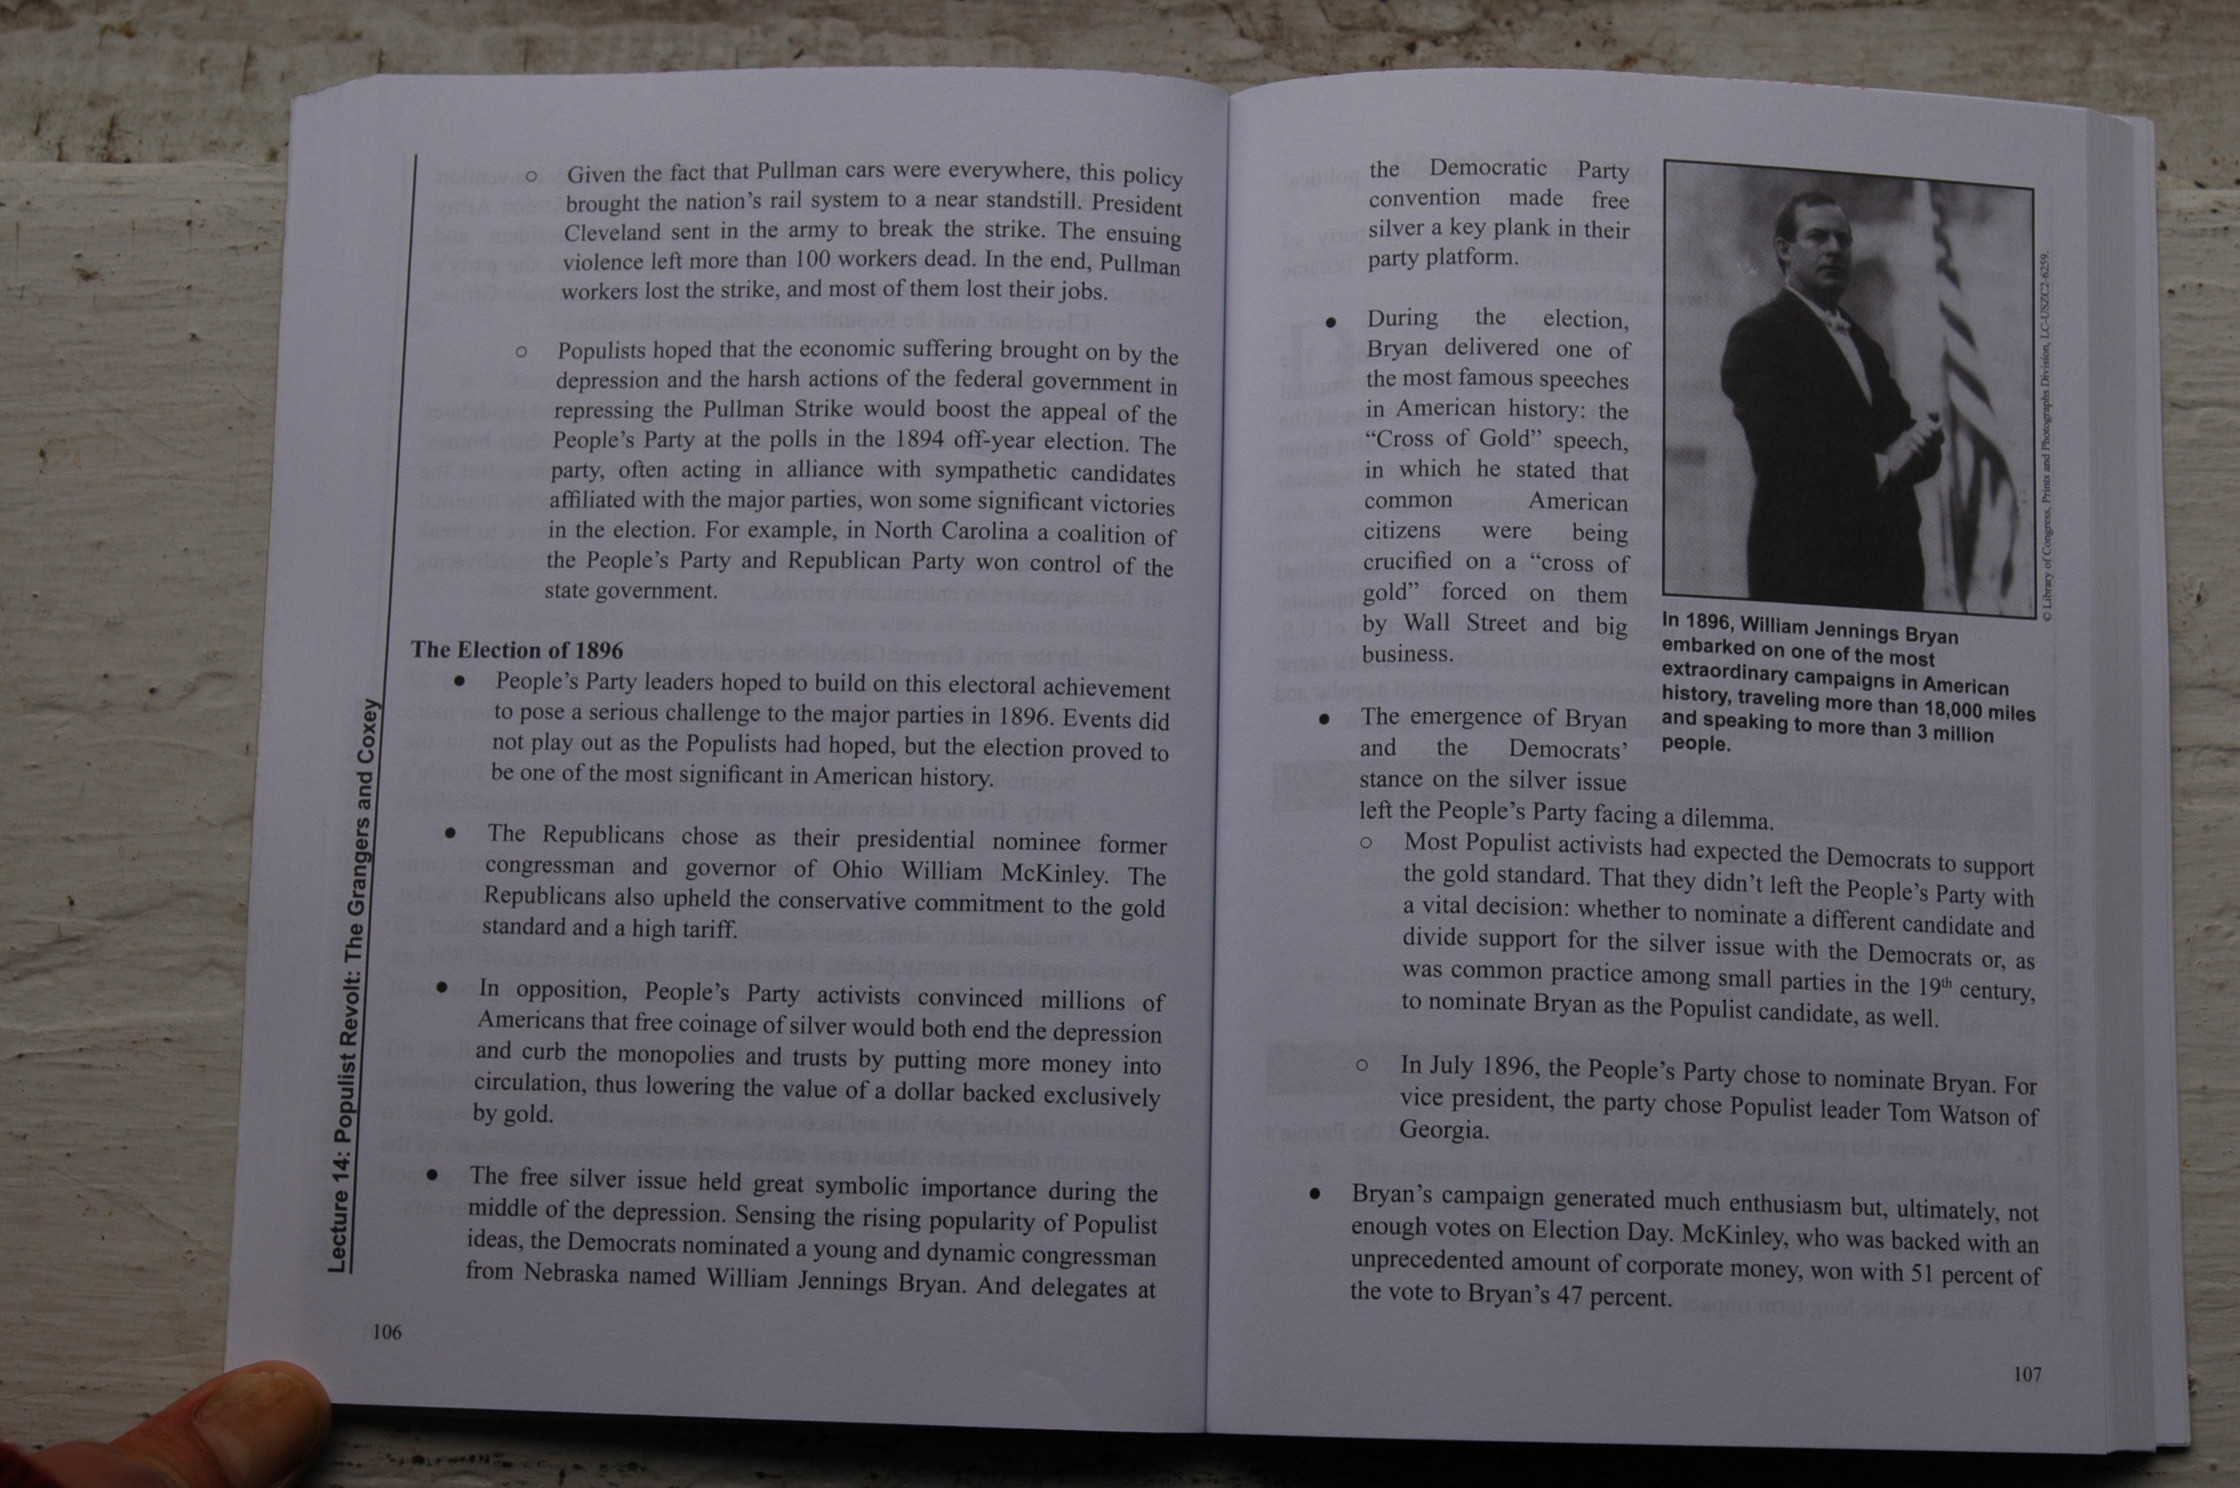 Lecture 14: Populist Revolt: The Grangers and Coxey
○ Given the fact that Pullman cars were everywhere, this policy
brought the nation's rail system to a near standstill. President
Cleveland sent in the army to break the strike. The ensuing
violence left more than 100 workers dead. In the end, Pullman
workers lost the strike, and most of them lost their jobs.
○ Populists hoped that the economic suffering brought on by the
depression and the harsh actions of the federal government in
repressing the Pullman Strike would boost the appeal of the
People's Party at the polls in the 1894 off-year election. The
party, often acting in alliance with sympathetic candidates
affiliated with the major parties, won some significant victories
in the election. For example, in North Carolina a coalition of
the People's Party and Republican Party won control of the
state government.
The Election of 1896
● People's Party leaders hoped to build on this electoral achievement
to pose a serious challenge to the major parties in 1896. Events did
not play out as the Populists had hoped, but the election proved to
be one of the most significant in American history.
● The Republicans chose as their presidential nominee former
congressman and governor of Ohio William McKinley. The
Republicans also upheld the conservative commitment to the gold
standard and a high tariff.
● In opposition, People's Party activists convinced millions of
Americans that free coinage of silver would both end the depression
and curb the monopolies and trusts by putting more money into
circulation, thus lowering the value of a dollar backed exclusively
by gold.
● The free silver issue held great symbolic importance during the
middle of the depression. Sensing the rising popularity of Populist
ideas, the Democrats nominated a young and dynamic congressman
from Nebraska named William Jennings Bryan. And delegates at
106
the Democratic Party
convention made free
silver a key plank in their
party platform.
● During the election,
Bryan delivered one of
the most famous speeches
in American history: the
"Cross of Gold" speech,
in which he stated that
common American
citizens were being
crucified on a "cross of
gold" forced on them
by Wall Street and big
business.
© Library of Congress, Prints and Photographs Division, LC-USZC2-6259.
In 1896, William Jennings Bryan
embarked on one of the most
extraordinary campaigns in American
history, traveling more than 18,000 miles
and speaking to more than 3 million
people.
● The emergence of Bryan
and the Democrats'
stance on the silver issue
left the People's Party facing a dilemma.
○ Most Populist activists had expected the Democrats to support
the gold standard. That they didn't left the People's Party with
a vital decision: whether to nominate a different candidate and
divide support for the silver issue with the Democrats or, as
was common practice among small parties in the 19th century,
to nominate Bryan as the Populist candidate, as well.
○ In July 1896, the People's Party chose to nominate Bryan. For
vice president, the party chose Populist leader Tom Watson of
Georgia.
● Bryan's campaign generated much enthusiasm but, ultimately, not
enough votes on Election Day. McKinley, who was backed with an
unprecedented amount of corporate money, won with 51 percent of
the vote to Bryan's 47 percent.
107